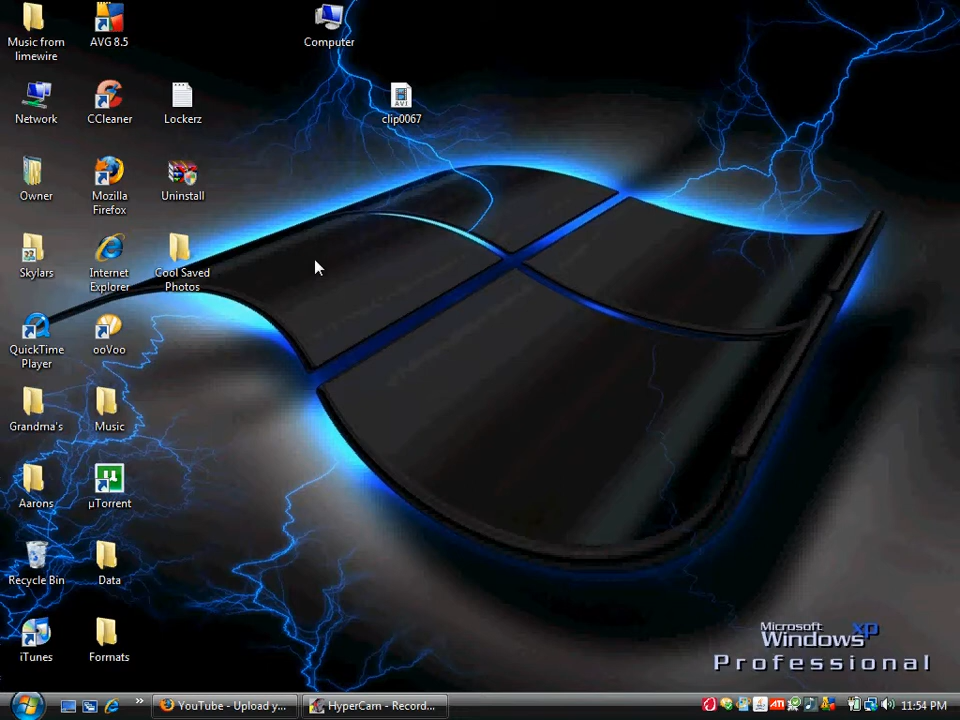 Music from
limewire
AVG 8.5
Computer
Network
CCleaner
Lockerz
AVI
clip0067
Owner
Mozilla
Firefox
Uninstall
Skylars
Internet
Explorer
Cool Saved
Photos
QuickTime
Player
ooVoo
Grandma's
Music
Aarons
µTorrent
Recycle Bin
Data
iTunes
Formats
Microsoft
Windows xp
Professional
YouTube - Upload y...
HyperCam - Record...
ATI
11:54 PM